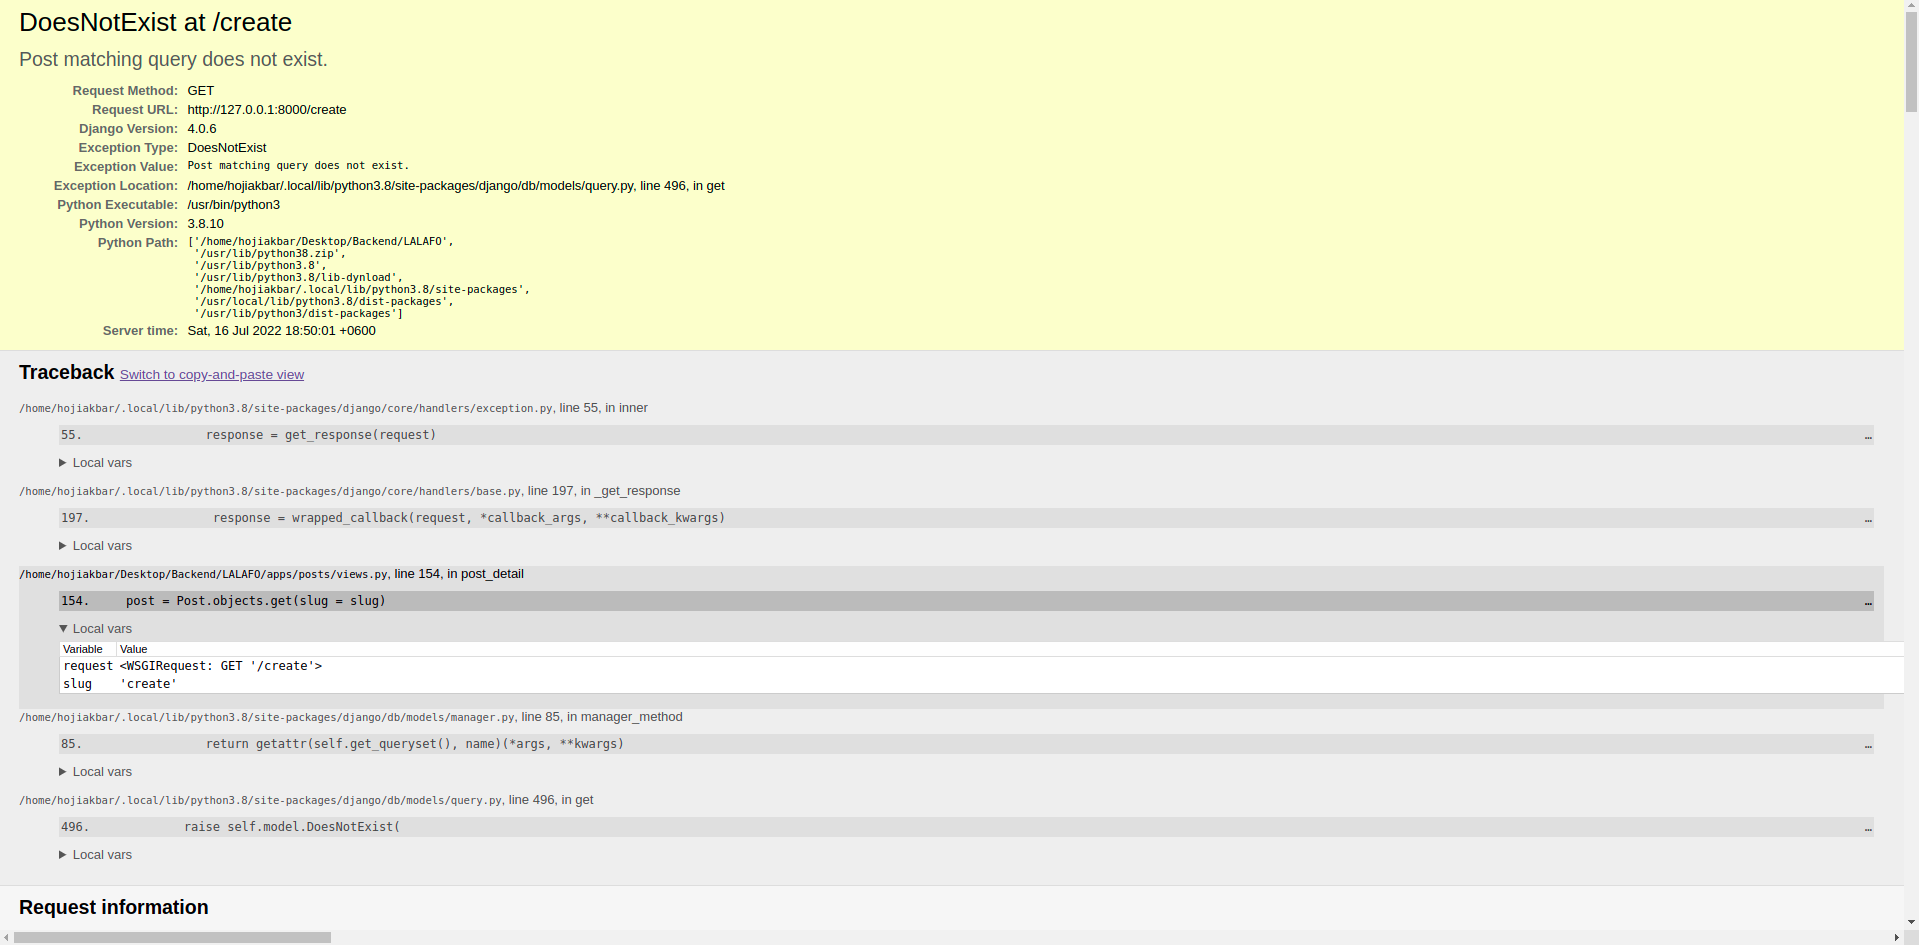 DoesNotExist at /create
Post matching query does not exist.
Request Method: GET
Request URL: http://127.0.0.1:8000/create
Django Version: 4.0.6
Exception Type: DoesNotExist
Exception Value: Post matching query does not exist.
Exception Location: /home/hojiakbar/.local/lib/python3.8/site-packages/django/db/models/query.py, line 496, in get
Python Executable: /usr/bin/python3
Python Version: 3.8.10
Python Path: ['/home/hojiakbar/Desktop/Backend/LALAFO',
'/usr/lib/python38.zip',
'/usr/lib/python3.8',
'/usr/lib/python3.8/lib-dynload',
'/home/hojiakbar/.local/lib/python3.8/site-packages',
'/usr/local/lib/python3.8/dist-packages',
'/usr/lib/python3/dist-packages']
Server time: Sat, 16 Jul 2022 18:50:01 +0600
Traceback Switch to copy-and-paste view
/home/hojiakbar/.local/lib/python3.8/site-packages/django/core/handlers/exception.py, line 55, in inner
55. response = get_response(request) …
▶ Local vars
/home/hojiakbar/.local/lib/python3.8/site-packages/django/core/handlers/base.py, line 197, in _get_response
197. response = wrapped_callback(request, *callback_args, **callback_kwargs) …
▶ Local vars
/home/hojiakbar/Desktop/Backend/LALAFO/apps/posts/views.py, line 154, in post_detail
154. post = Post.objects.get(slug = slug) …
▼ Local vars
Variable Value
request <WSGIRequest: GET '/create'>
slug 'create'
/home/hojiakbar/.local/lib/python3.8/site-packages/django/db/models/manager.py, line 85, in manager_method
85. return getattr(self.get_queryset(), name)(*args, **kwargs) …
▶ Local vars
/home/hojiakbar/.local/lib/python3.8/site-packages/django/db/models/query.py, line 496, in get
496. raise self.model.DoesNotExist( …
▶ Local vars
Request information